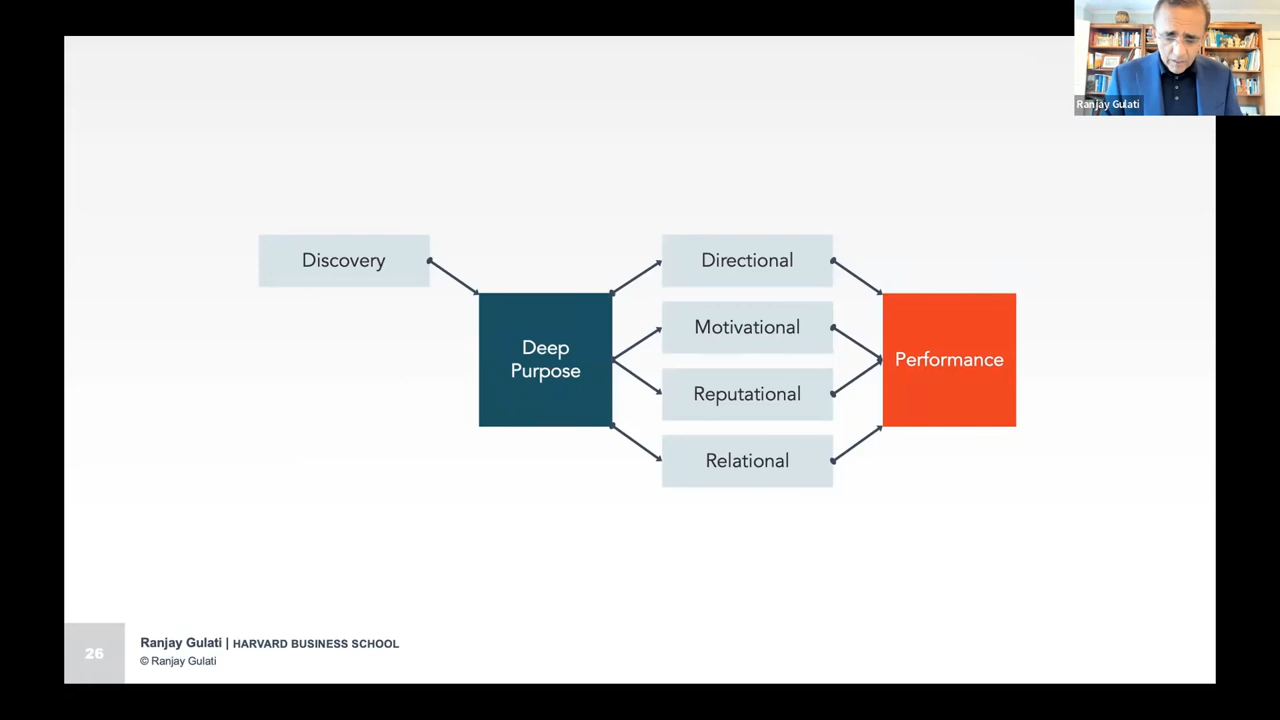 Ranjay Gulati
Discovery
Deep
Purpose
Directional
Motivational
Reputational
Relational
Performance
26
Ranjay Gulati | HARVARD BUSINESS SCHOOL
© Ranjay Gulati